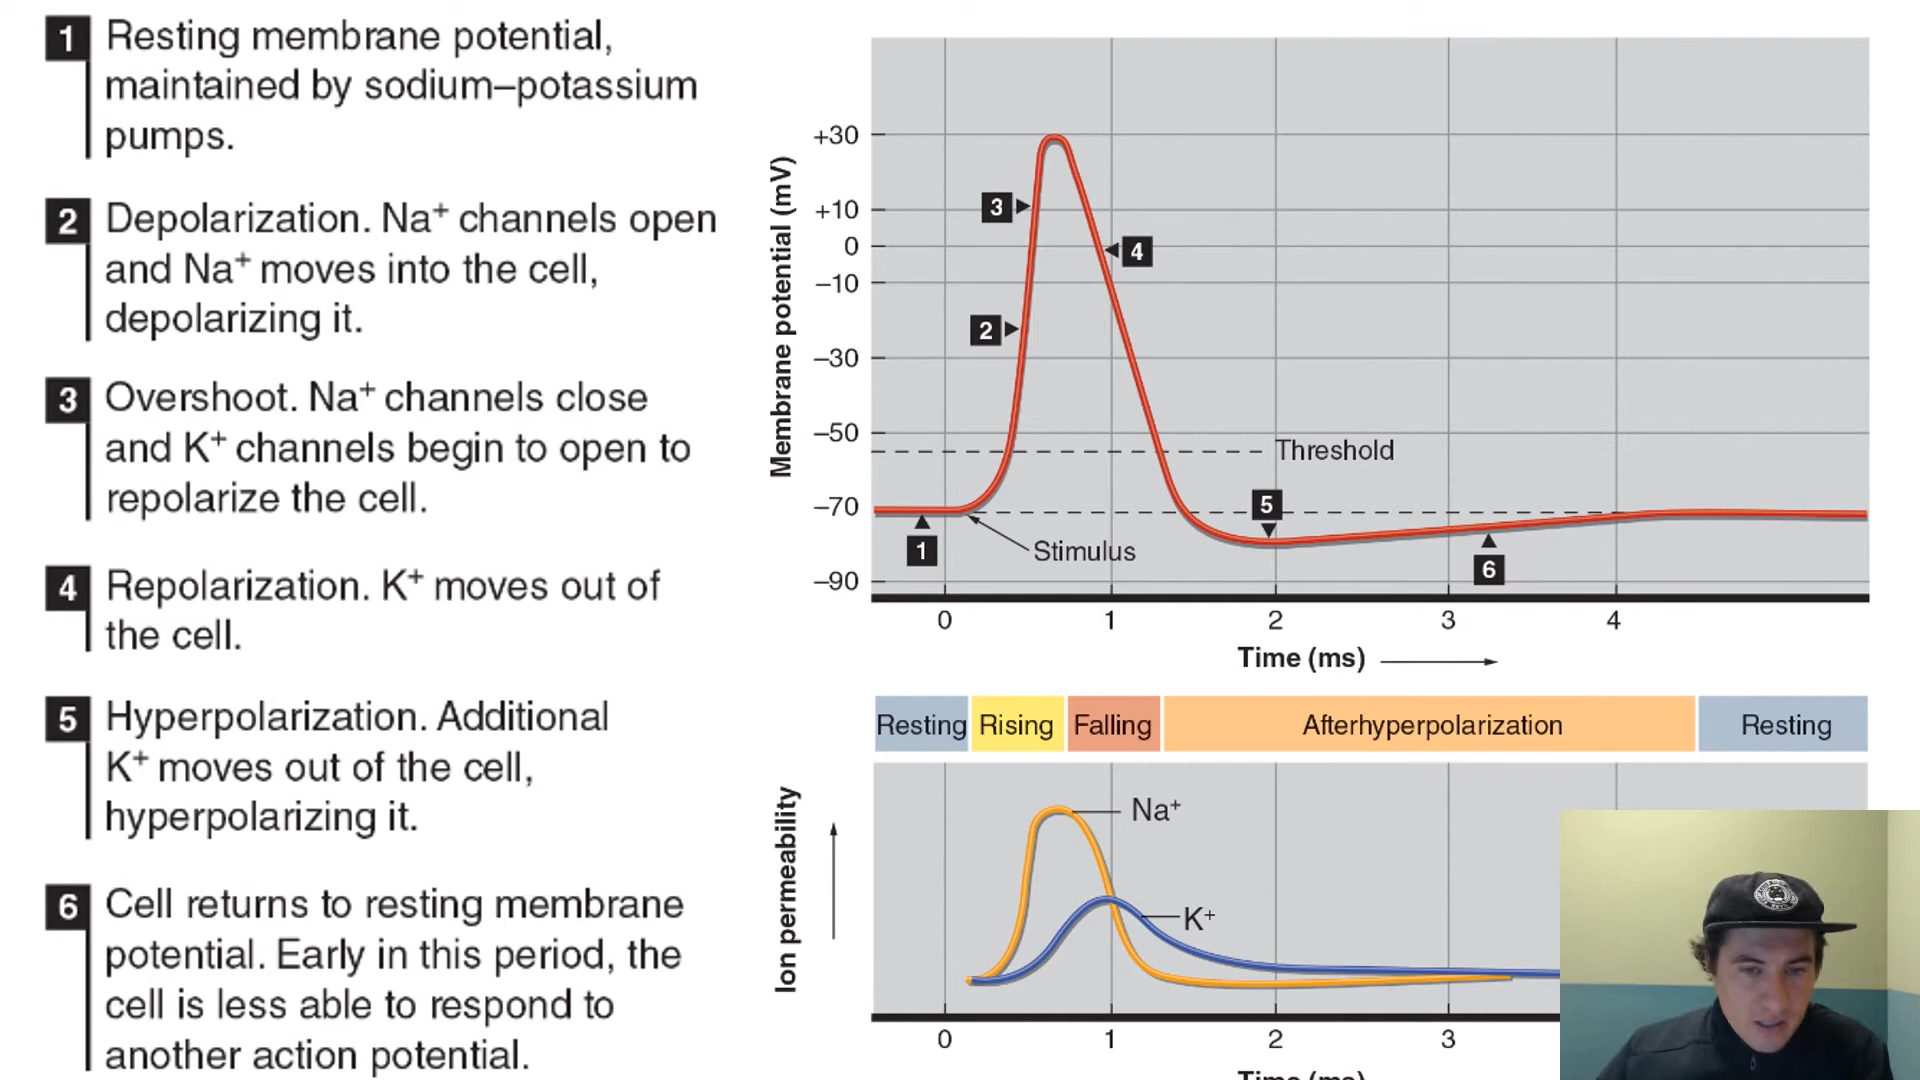 1 Resting membrane potential,
maintained by sodium–potassium
pumps.
2 Depolarization. Na⁺ channels open
and Na⁺ moves into the cell,
depolarizing it.
3 Overshoot. Na⁺ channels close
and K⁺ channels begin to open to
repolarize the cell.
4 Repolarization. K⁺ moves out of
the cell.
5 Hyperpolarization. Additional
K⁺ moves out of the cell,
hyperpolarizing it.
6 Cell returns to resting membrane
potential. Early in this period, the
cell is less able to respond to
another action potential.
Membrane potential (mV)
+30
+10
0
–10
–30
–50
–70
–90
3
4
2
Threshold
5
1
Stimulus
6
0 1 2 3 4
Time (ms)
Resting Rising Falling Afterhyperpolarization Resting
Ion permeability
Na⁺
K⁺
0 1 2 3
Time (ms)